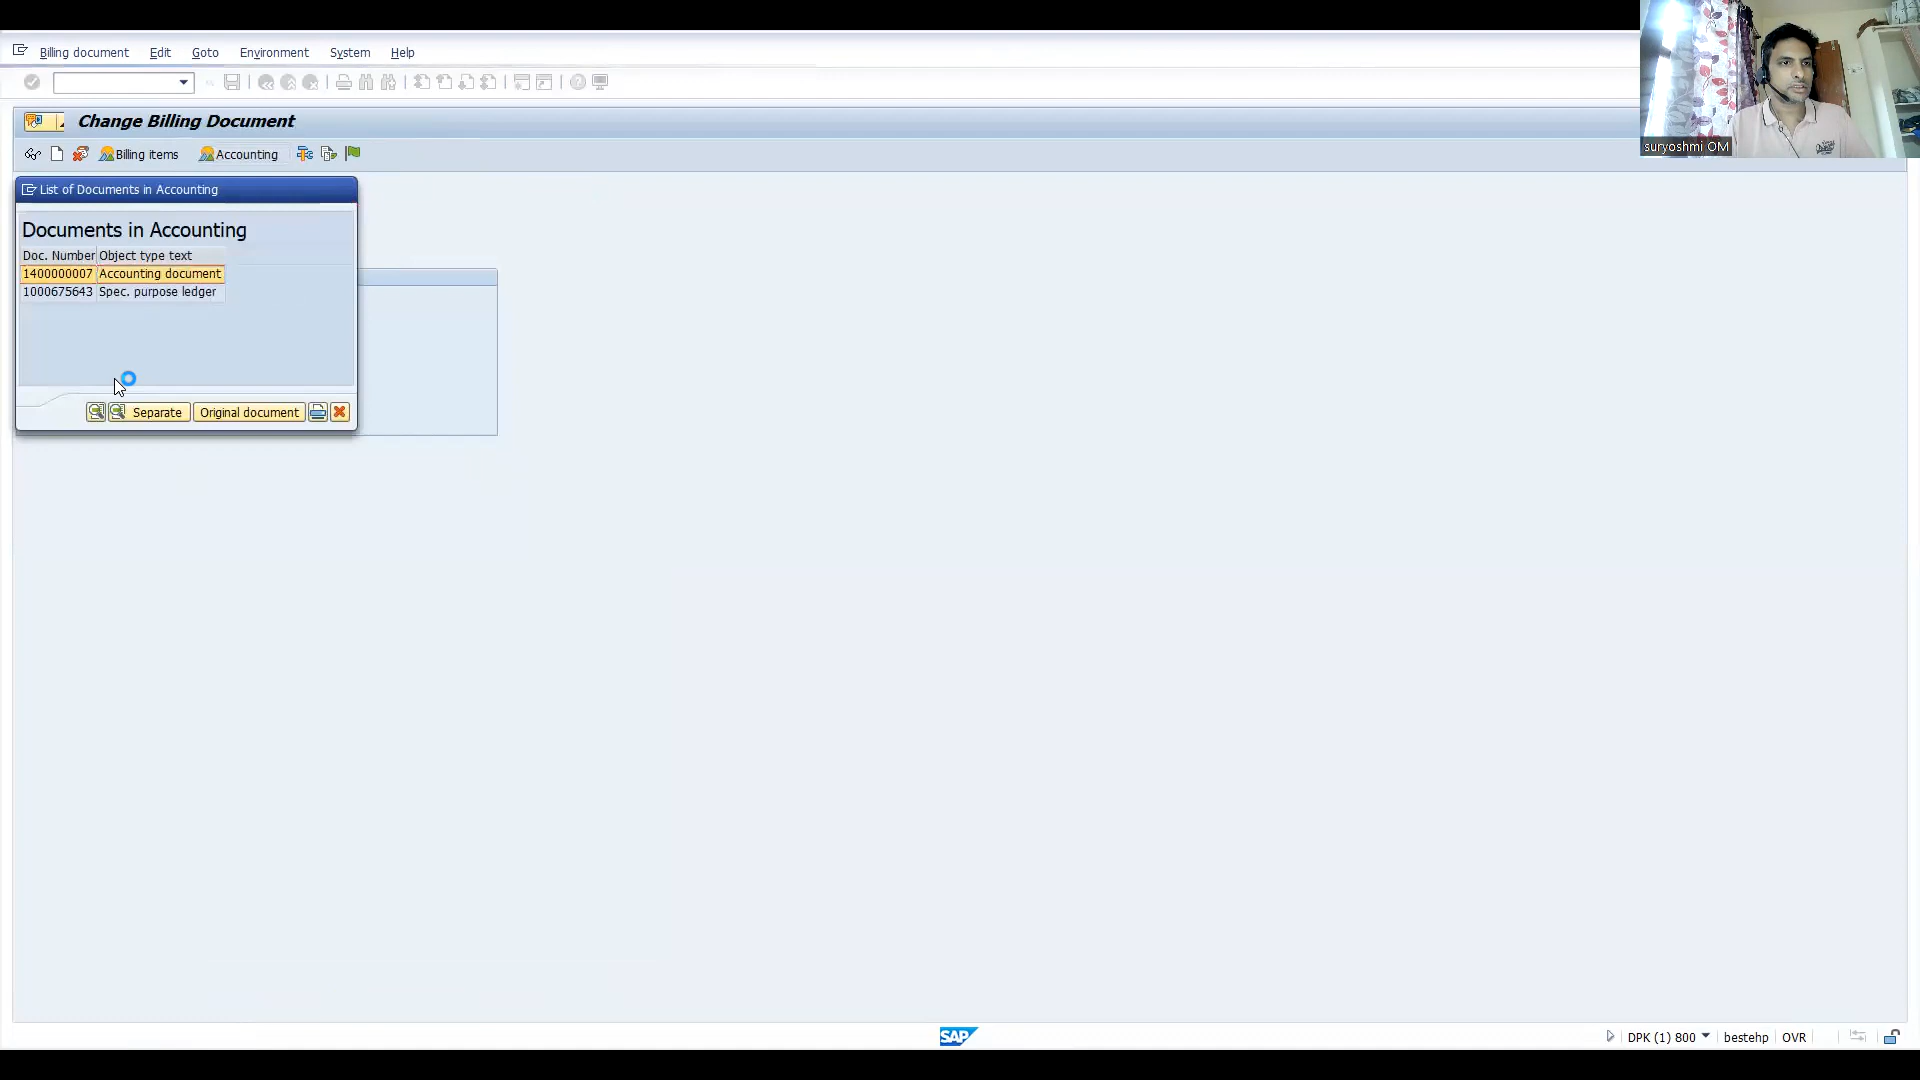 Billing document Edit Goto Environment System Help
Change Billing Document
Billing items Accounting
suryoshmi OM
List of Documents in Accounting
Documents in Accounting
Doc. Number Object type text
1400000007 Accounting document
1000675643 Spec. purpose ledger
Separate Original document
SAP
DPK (1) 800 bestehp OVR